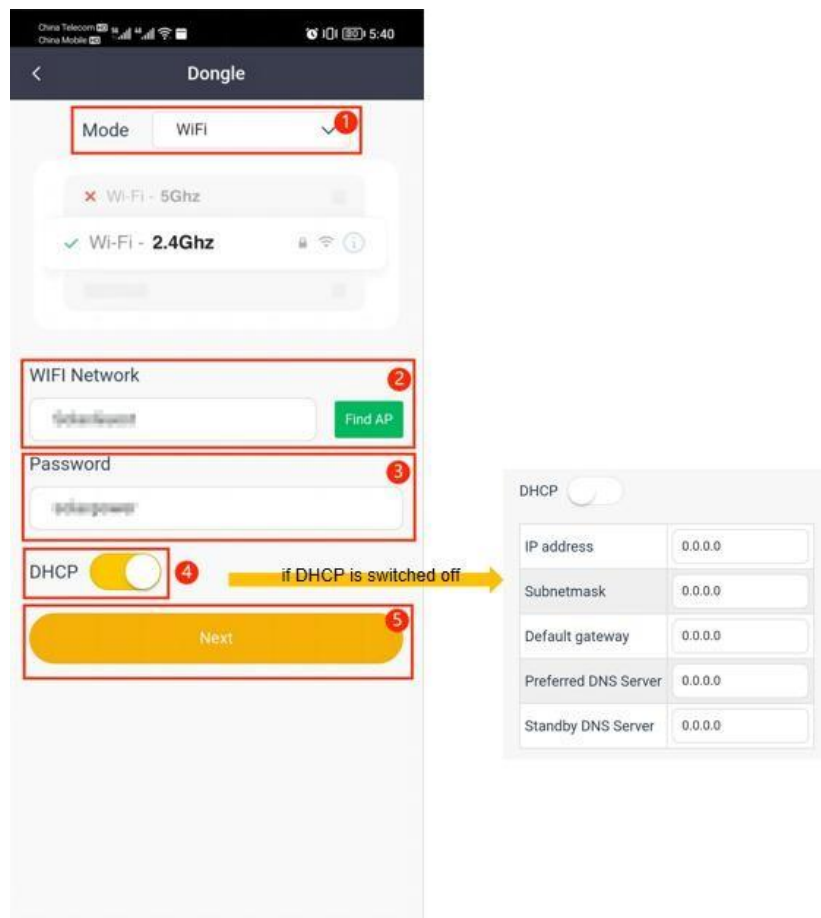 China Telecom HD
China Mobile HD
5:40
Dongle
Mode WiFi 1
Wi-Fi - 5Ghz
Wi-Fi - 2.4Ghz
WIFI Network 2
Find AP
Password 3
DHCP 4
if DHCP is switched off
Next 5
DHCP
IP address 0.0.0.0
Subnetmask 0.0.0.0
Default gateway 0.0.0.0
Preferred DNS Server 0.0.0.0
Standby DNS Server 0.0.0.0